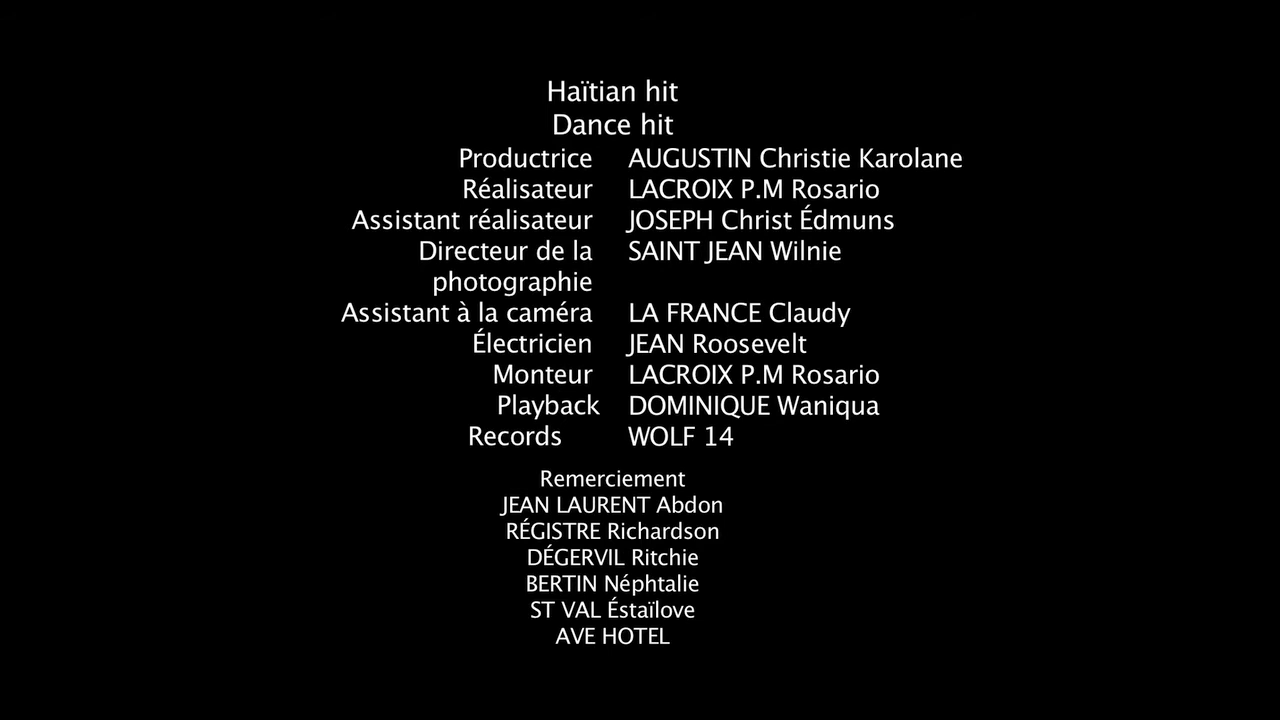 Haïtian hit
Dance hit
Productrice AUGUSTIN Christie Karolane
Réalisateur LACROIX P.M Rosario
Assistant réalisateur JOSEPH Christ Édmuns
Directeur de la SAINT JEAN Wilnie
photographie
Assistant à la caméra LA FRANCE Claudy
Électricien JEAN Roosevelt
Monteur LACROIX P.M Rosario
Playback DOMINIQUE Waniqua
Records WOLF 14
Remerciement
JEAN LAURENT Abdon
RÉGISTRE Richardson
DÉGERVIL Ritchie
BERTIN Néphtalie
ST VAL Éstaïlove
AVE HOTEL